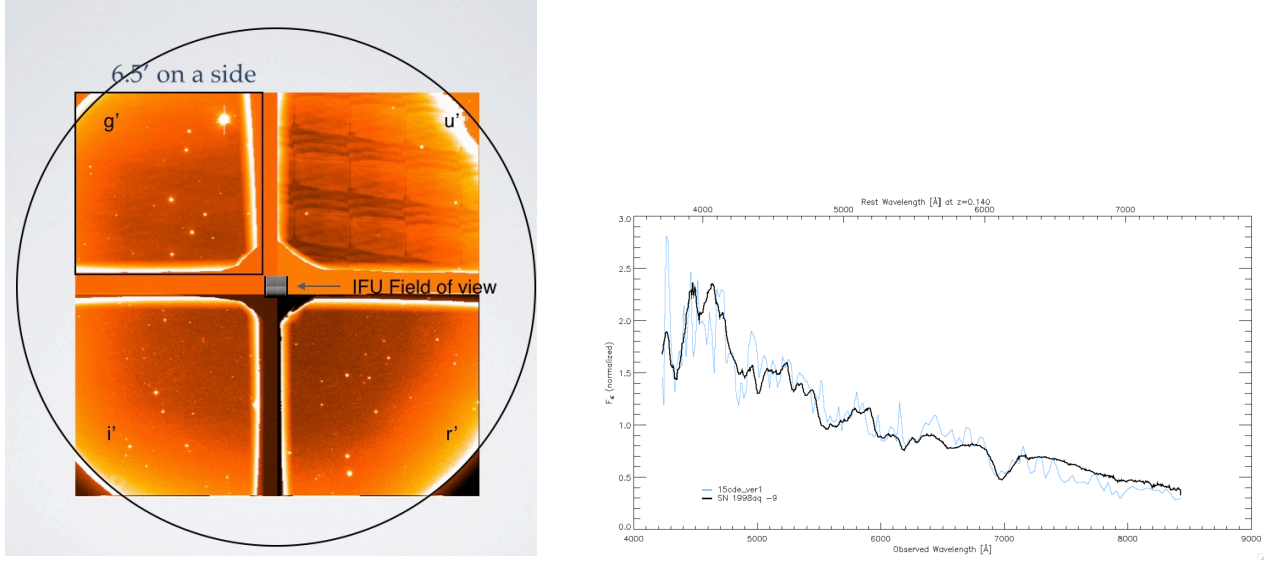 6.5' on a side
g'
u'
IFU Field of view
i'
r'
Rest Wavelength [Å] at z=0.140
4000 5000 6000 7000
3.0
2.5
2.0
1.5
1.0
0.5
0.0
F (normalized)
15cde_ver1
SN 1998aq -9
4000 5000 6000 7000 8000 9000
Observed Wavelength [Å]